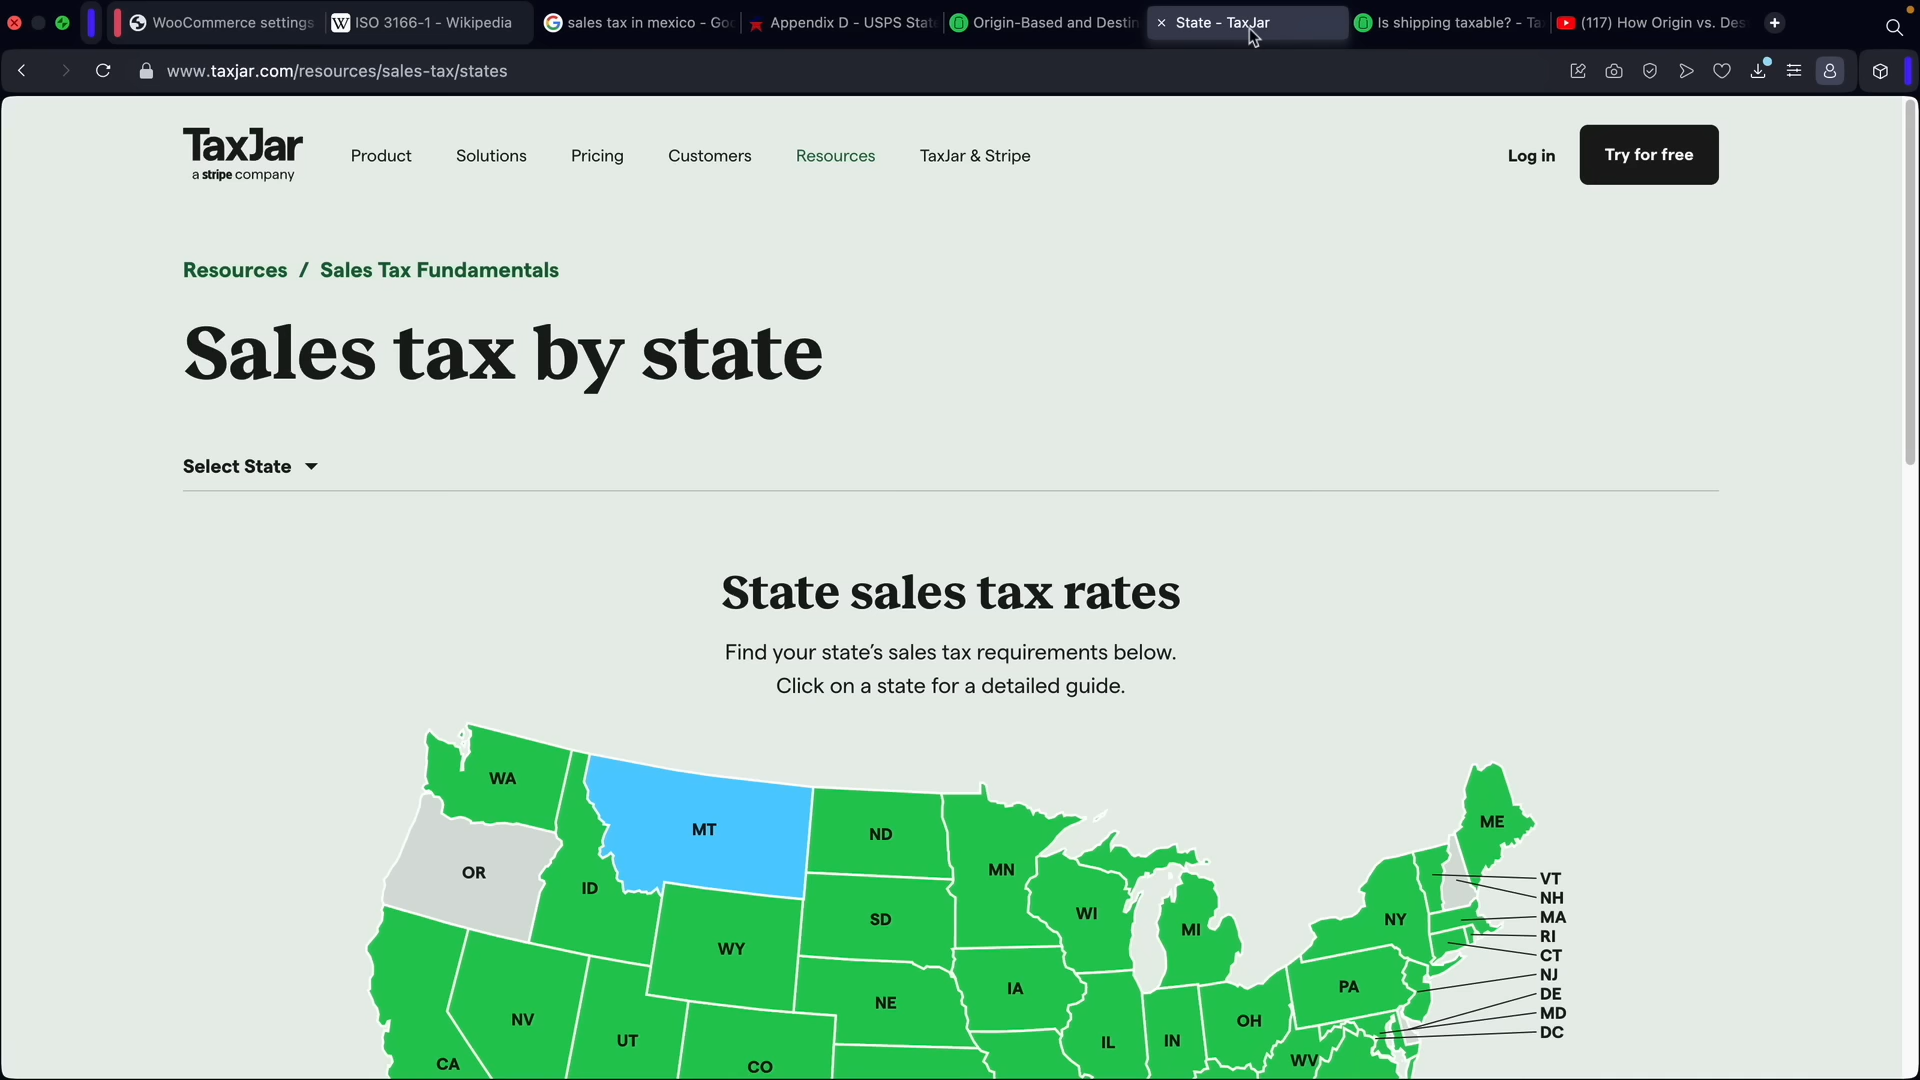 WooCommerce settings
ISO 3166-1 - Wikipedia
sales tax in mexico - Goo
Appendix D - USPS Stat
Origin-Based and Destin
State - TaxJar
Is shipping taxable? - Ta
(117) How Origin vs. Des
www.taxjar.com/resources/sales-tax/states
TaxJar
a stripe company
Product
Solutions
Pricing
Customers
Resources
TaxJar & Stripe
Log in
Try for free
Resources / Sales Tax Fundamentals
Sales tax by state
Select State
State sales tax rates
Find your state’s sales tax requirements below.
Click on a state for a detailed guide.
WA
MT
ND
MN
ME
OR
ID
SD
WI
MI
NY
VT
NH
MA
RI
CT
NJ
DE
MD
DC
WY
IA
PA
NE
NV
UT
IL
IN
OH
CA
CO
WV